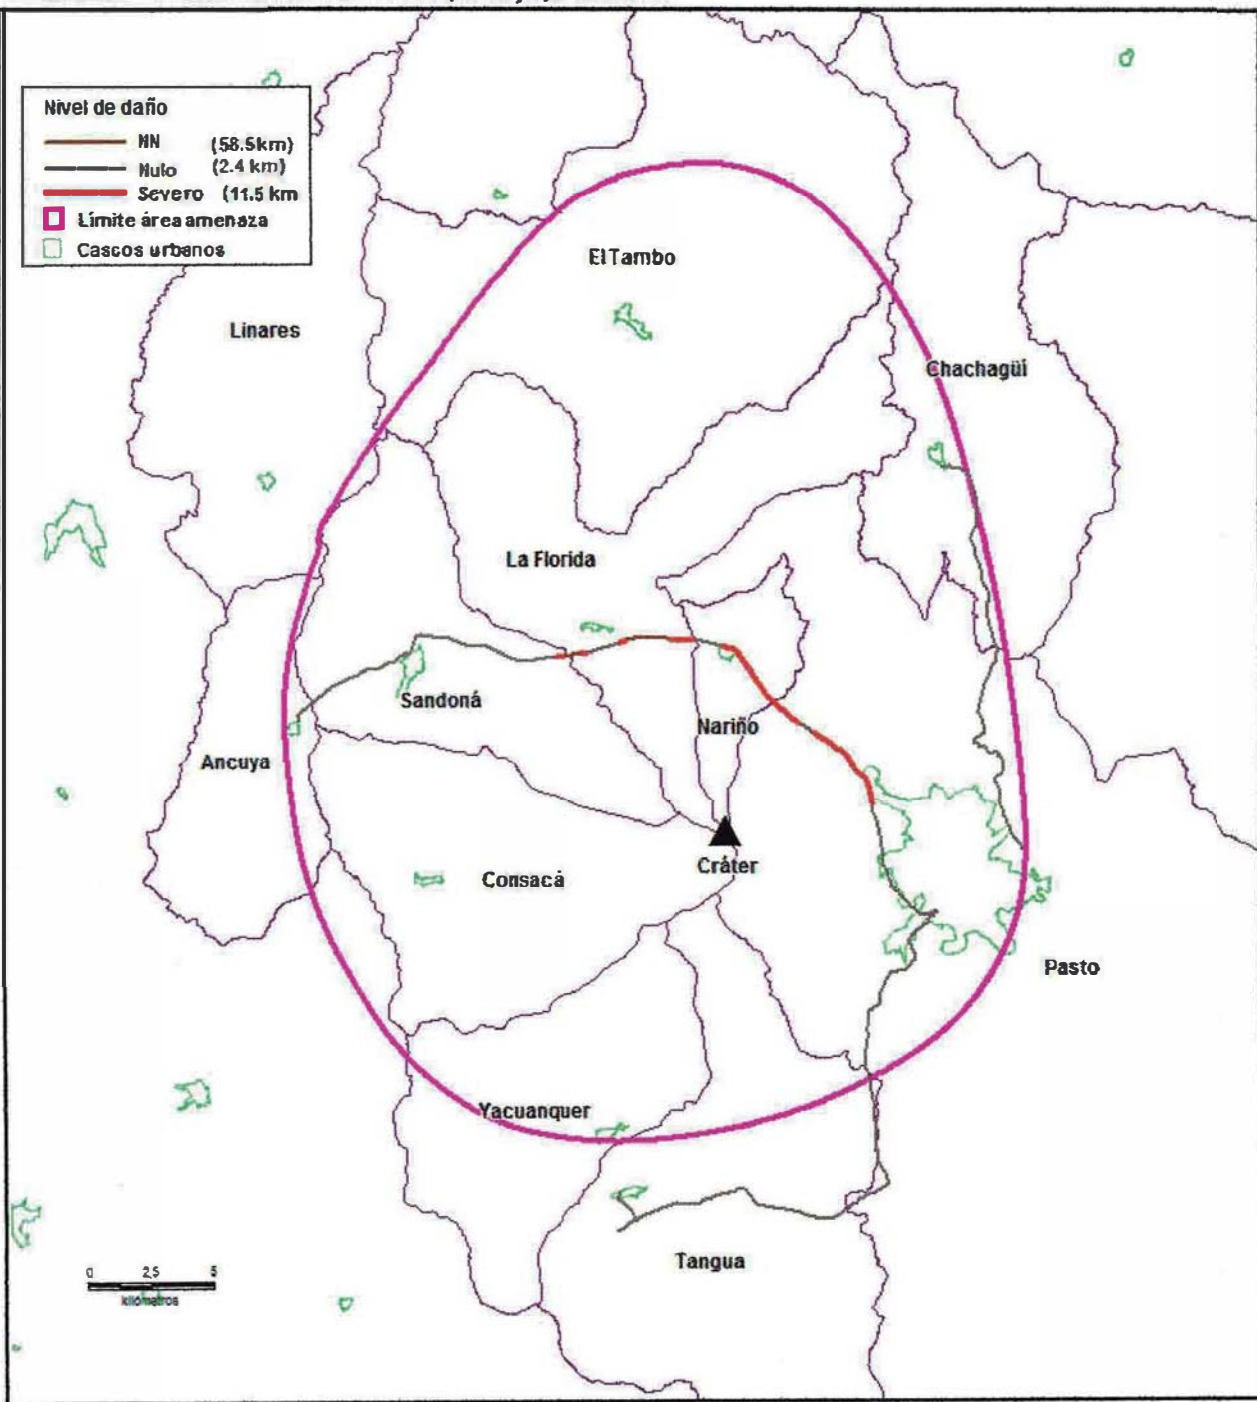 Nivel de daño
NN (58.5km)
Nulo (2.4 km)
Severo (11.5 km
Límite área amenaza
Cascos urbanos
El Tambo
Linares
Chachagüí
La Florida
Sandoná
Nariño
Ancuya
Cráter
Consacá
Pasto
Yacuanquer
Tangua
0 2,5 5
kilómetros